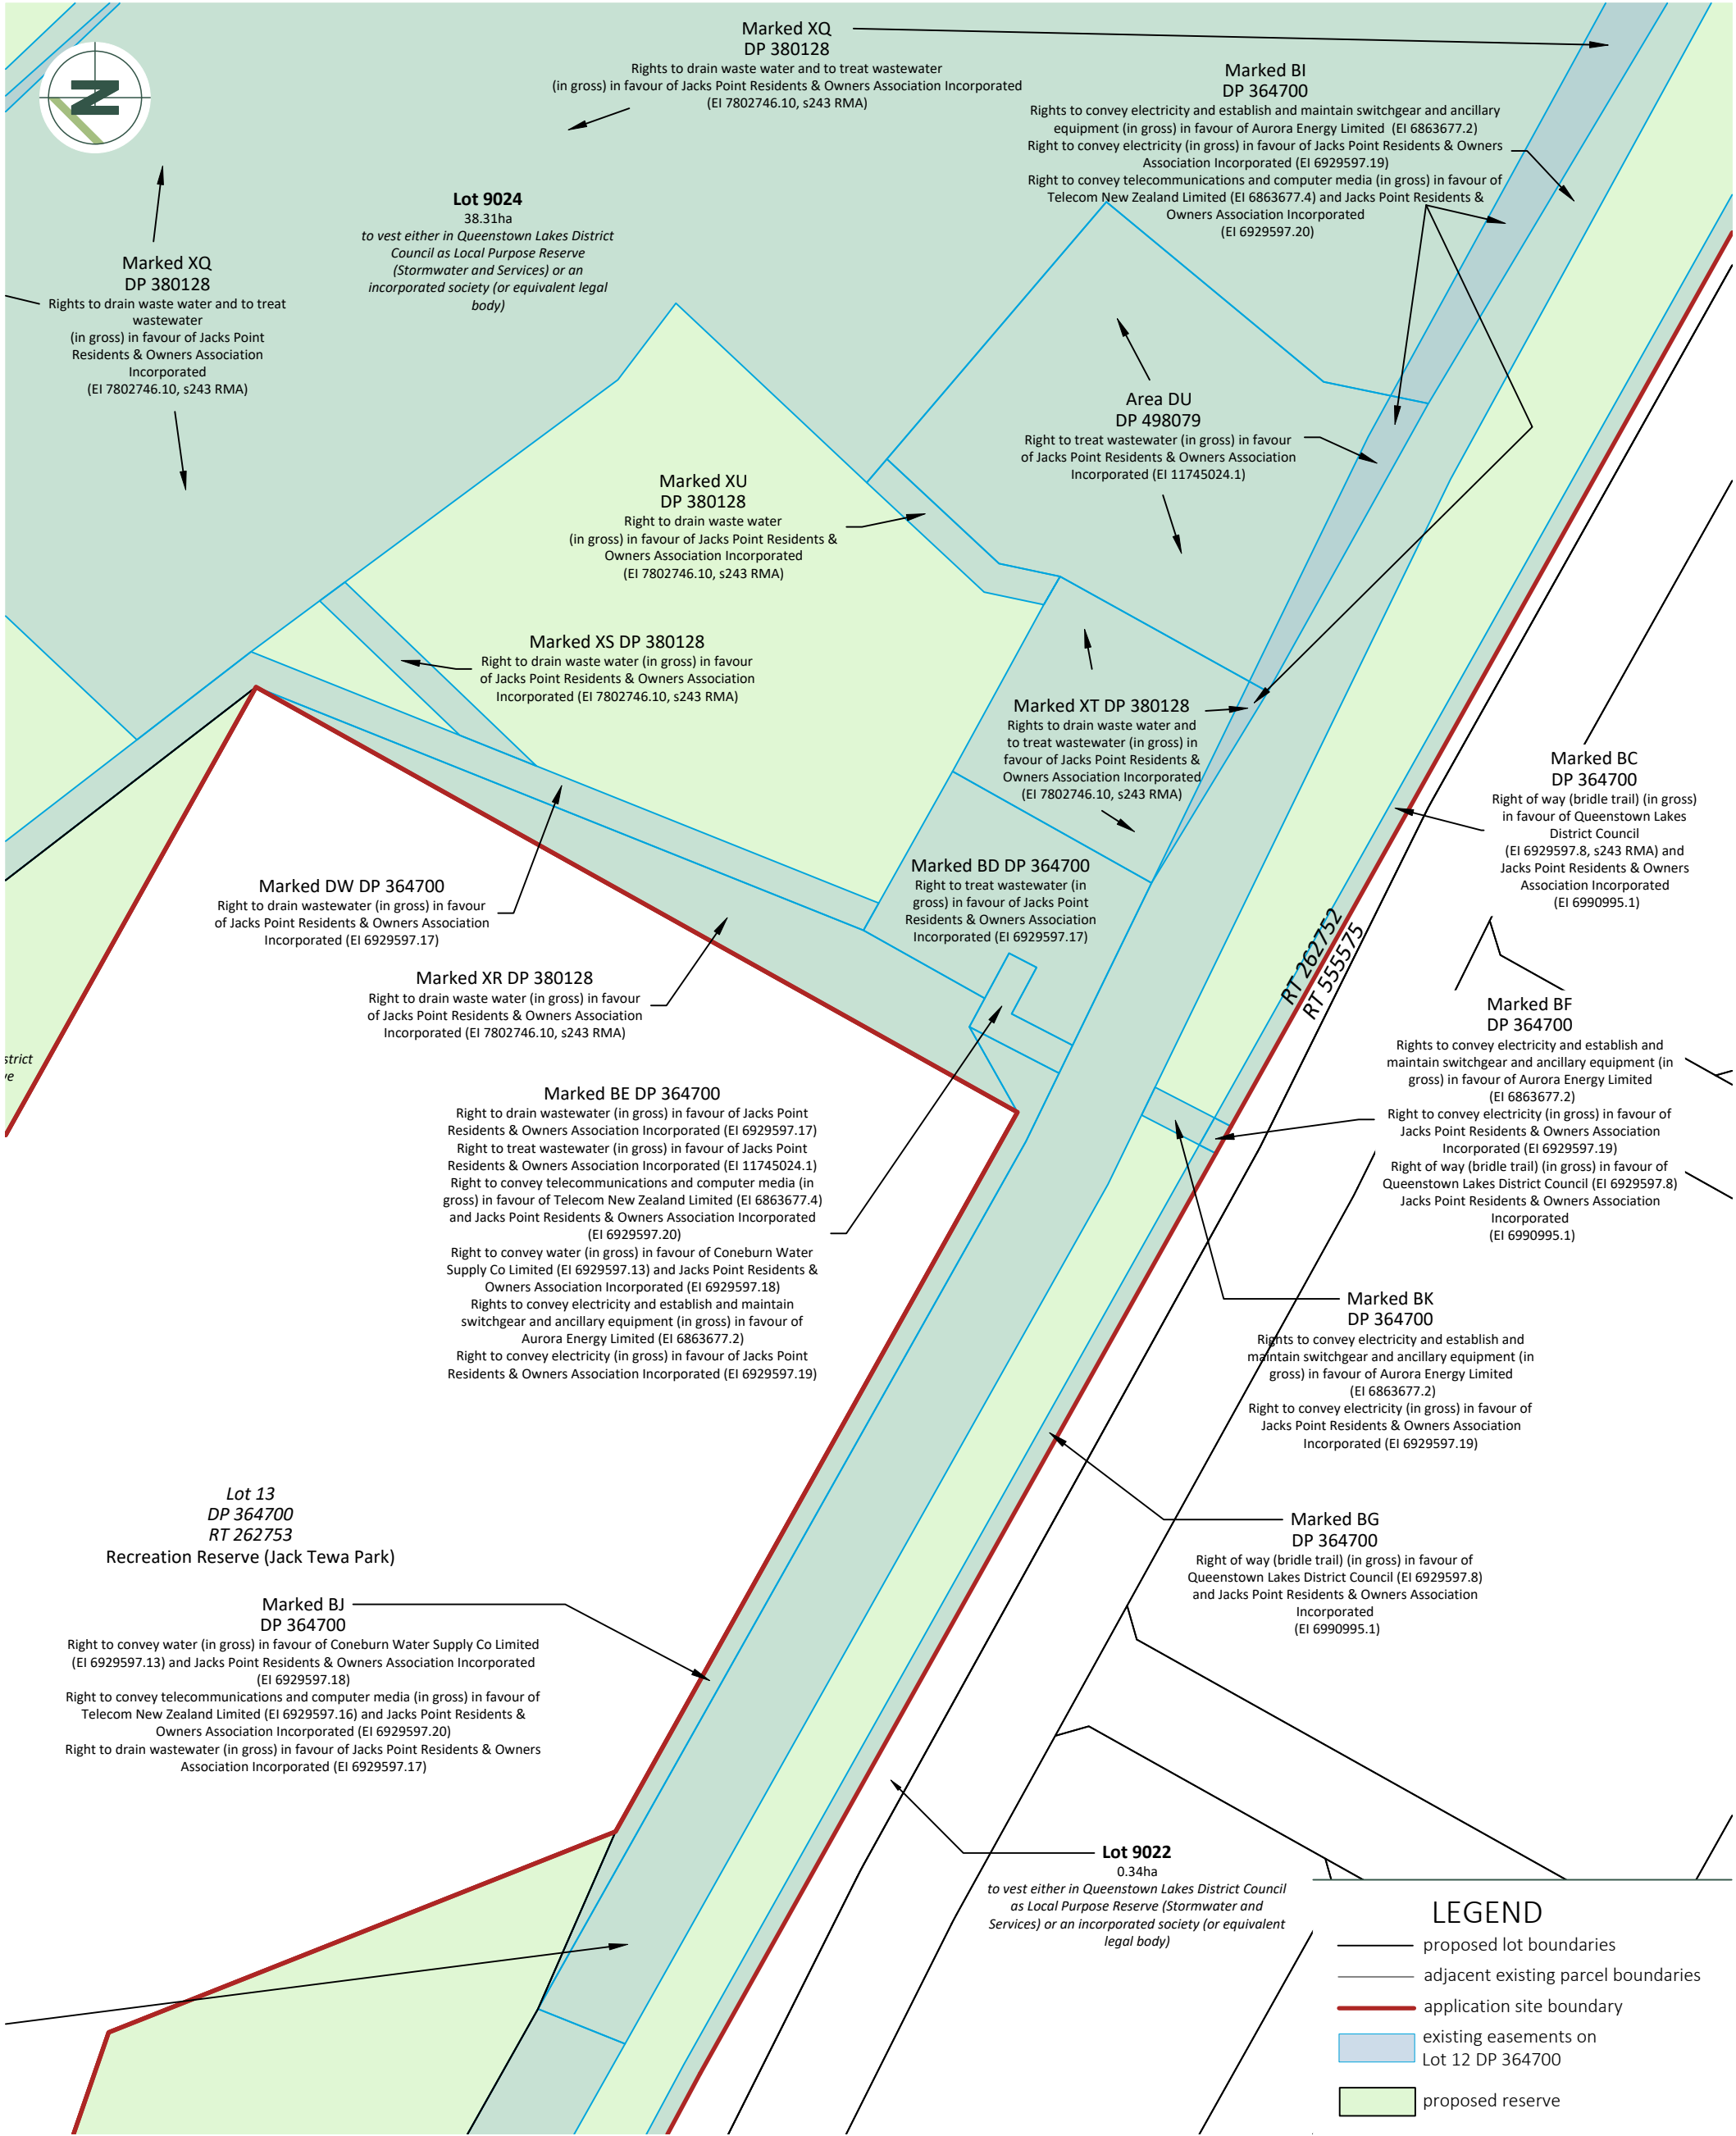 N
Marked XQ
DP 380128
Rights to drain waste water and to treat wastewater
(in gross) in favour of Jacks Point Residents & Owners Association Incorporated
(EI 7802746.10, s243 RMA)
Marked BI
DP 364700
Rights to convey electricity and establish and maintain switchgear and ancillary
equipment (in gross) in favour of Aurora Energy Limited (EI 6863677.2)
Right to convey electricity (in gross) in favour of Jacks Point Residents & Owners
Association Incorporated (EI 6929597.19)
Right to convey telecommunications and computer media (in gross) in favour of
Telecom New Zealand Limited (EI 6863677.4) and Jacks Point Residents &
Owners Association Incorporated
(EI 6929597.20)
Lot 9024
38.31ha
to vest either in Queenstown Lakes District
Council as Local Purpose Reserve
(Stormwater and Services) or an
incorporated society (or equivalent legal
body)
Marked XQ
DP 380128
Rights to drain waste water and to treat
wastewater
(in gross) in favour of Jacks Point
Residents & Owners Association
Incorporated
(EI 7802746.10, s243 RMA)
Area DU
DP 498079
Right to treat wastewater (in gross) in favour
of Jacks Point Residents & Owners Association
Incorporated (EI 11745024.1)
Marked XU
DP 380128
Right to drain waste water
(in gross) in favour of Jacks Point Residents &
Owners Association Incorporated
(EI 7802746.10, s243 RMA)
Marked XS DP 380128
Right to drain waste water (in gross) in favour
of Jacks Point Residents & Owners Association
Incorporated (EI 7802746.10, s243 RMA)
Marked XT DP 380128
Rights to drain waste water and
to treat wastewater (in gross) in
favour of Jacks Point Residents &
Owners Association Incorporated
(EI 7802746.10, s243 RMA)
Marked BC
DP 364700
Right of way (bridle trail) (in gross)
in favour of Queenstown Lakes
District Council
(EI 6929597.8, s243 RMA) and
Jacks Point Residents & Owners
Association Incorporated
(EI 6990995.1)
Marked BD DP 364700
Right to treat wastewater (in
gross) in favour of Jacks Point
Residents & Owners Association
Incorporated (EI 6929597.17)
Marked DW DP 364700
Right to drain wastewater (in gross) in favour
of Jacks Point Residents & Owners Association
Incorporated (EI 6929597.17)
RT 262752
RT 555575
Marked XR DP 380128
Right to drain waste water (in gross) in favour
of Jacks Point Residents & Owners Association
Incorporated (EI 7802746.10, s243 RMA)
Marked BF
DP 364700
Rights to convey electricity and establish and
maintain switchgear and ancillary equipment (in
gross) in favour of Aurora Energy Limited
(EI 6863677.2)
Right to convey electricity (in gross) in favour of
Jacks Point Residents & Owners Association
Incorporated (EI 6929597.19)
Right of way (bridle trail) (in gross) in favour of
Queenstown Lakes District Council (EI 6929597.8)
Jacks Point Residents & Owners Association
Incorporated
(EI 6990995.1)
strict
Marked BE DP 364700
Right to drain wastewater (in gross) in favour of Jacks Point
Residents & Owners Association Incorporated (EI 6929597.17)
Right to treat wastewater (in gross) in favour of Jacks Point
Residents & Owners Association Incorporated (EI 11745024.1)
Right to convey telecommunications and computer media (in
gross) in favour of Telecom New Zealand Limited (EI 6863677.4)
and Jacks Point Residents & Owners Association Incorporated
(EI 6929597.20)
Right to convey water (in gross) in favour of Coneburn Water
Supply Co Limited (EI 6929597.13) and Jacks Point Residents &
Owners Association Incorporated (EI 6929597.18)
Rights to convey electricity and establish and maintain
switchgear and ancillary equipment (in gross) in favour of
Aurora Energy Limited (EI 6863677.2)
Right to convey electricity (in gross) in favour of Jacks Point
Residents & Owners Association Incorporated (EI 6929597.19)
Marked BK
DP 364700
Rights to convey electricity and establish and
maintain switchgear and ancillary equipment (in
gross) in favour of Aurora Energy Limited
(EI 6863677.2)
Right to convey electricity (in gross) in favour of
Jacks Point Residents & Owners Association
Incorporated (EI 6929597.19)
Lot 13
DP 364700
RT 262753
Recreation Reserve (Jack Tewa Park)
Marked BG
DP 364700
Right of way (bridle trail) (in gross) in favour of
Queenstown Lakes District Council (EI 6929597.8)
and Jacks Point Residents & Owners Association
Incorporated
(EI 6990995.1)
Marked BJ
DP 364700
Right to convey water (in gross) in favour of Coneburn Water Supply Co Limited
(EI 6929597.13) and Jacks Point Residents & Owners Association Incorporated
(EI 6929597.18)
Right to convey telecommunications and computer media (in gross) in favour of
Telecom New Zealand Limited (EI 6929597.16) and Jacks Point Residents &
Owners Association Incorporated (EI 6929597.20)
Right to drain wastewater (in gross) in favour of Jacks Point Residents & Owners
Association Incorporated (EI 6929597.17)
Lot 9022
0.34ha
to vest either in Queenstown Lakes District Council
as Local Purpose Reserve (Stormwater and
Services) or an incorporated society (or equivalent
legal body)
LEGEND
proposed lot boundaries
adjacent existing parcel boundaries
application site boundary
existing easements on
Lot 12 DP 364700
proposed reserve